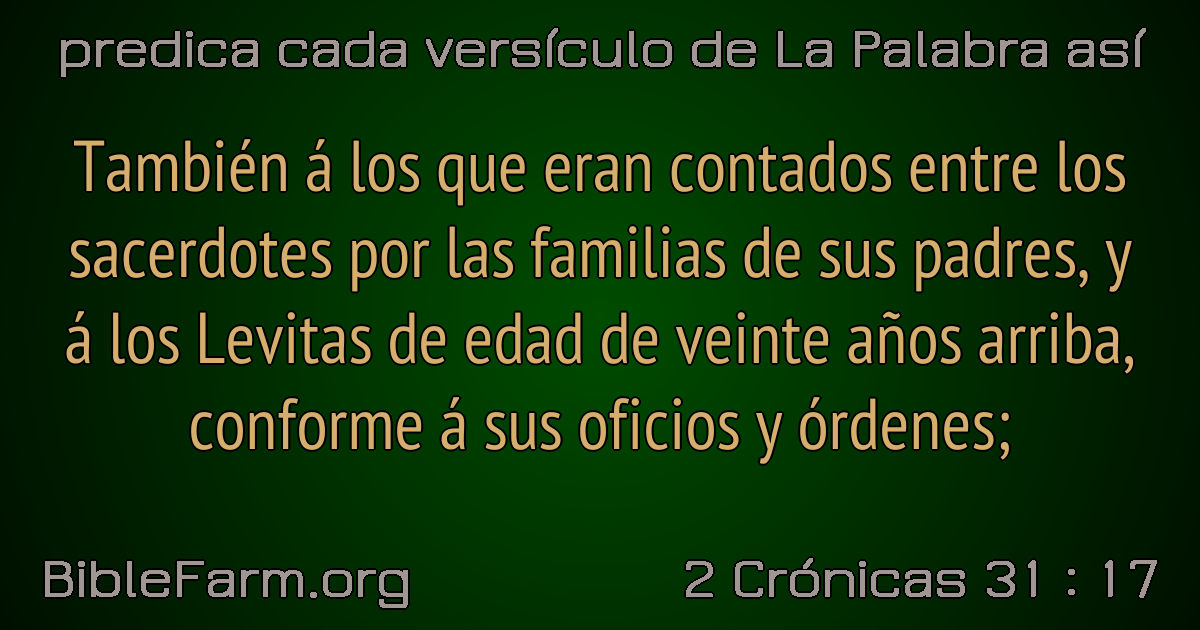 predica cada versículo de La Palabra así
También á los que eran contados entre los
sacerdotes por las familias de sus padres, y
á los Levitas de edad de veinte años arriba,
conforme á sus oficios y órdenes;
BibleFarm.org
2 Crónicas 31 : 17